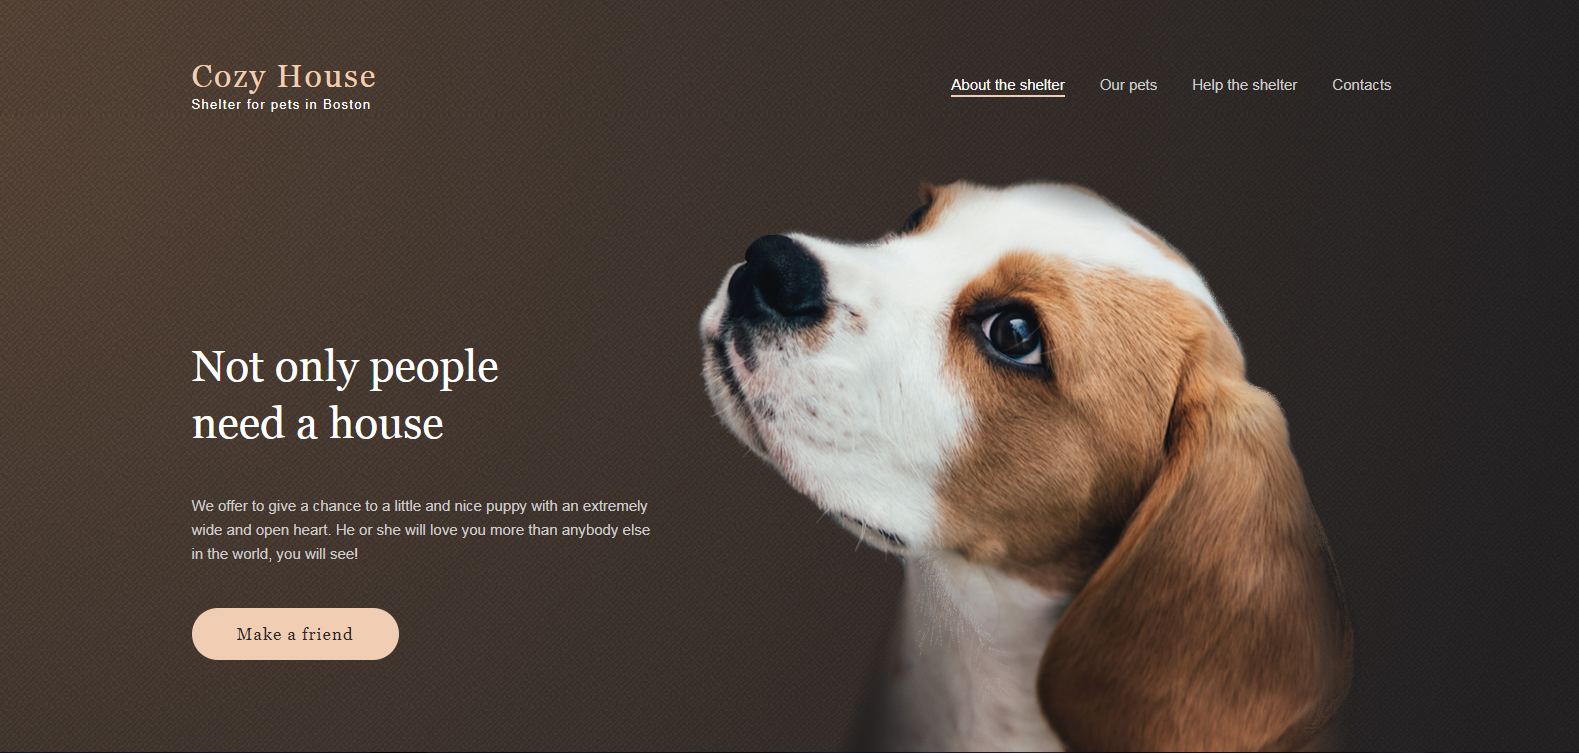 Cozy House
Shelter for pets in Boston
About the shelter
Our pets
Help the shelter
Contacts
Not only people
need a house
We offer to give a chance to a little and nice puppy with an extremely
wide and open heart. He or she will love you more than anybody else
in the world, you will see!
Make a friend